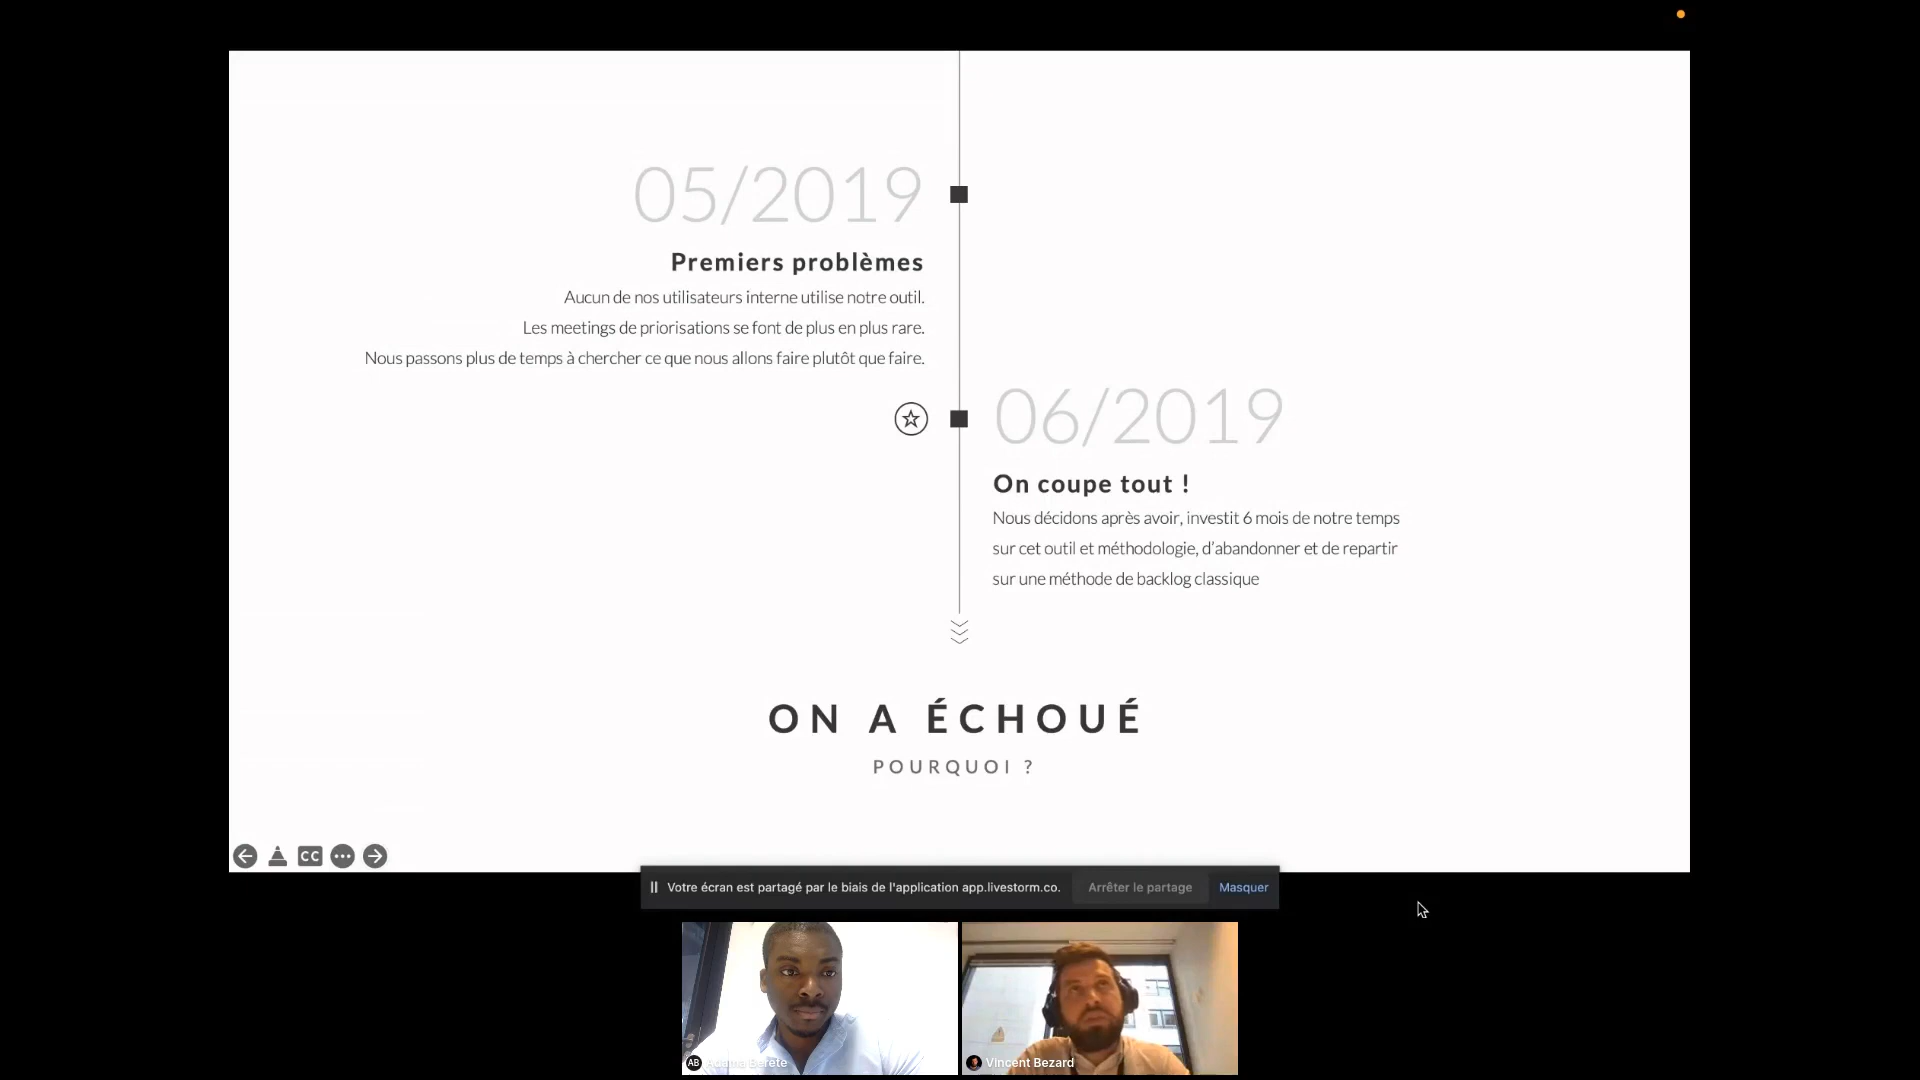 05/2019
Premiers problèmes
Aucun de nos utilisateurs interne utilise notre outil.
Les meetings de priorisations se font de plus en plus rare.
Nous passons plus de temps à chercher ce que nous allons faire plutôt que faire.
06/2019
On coupe tout !
Nous décidons après avoir, investit 6 mois de notre temps
sur cet outil et méthodologie, d'abandonner et de repartir
sur une méthode de backlog classique
ON A ÉCHOUÉ
POURQUOI ?
CC
Votre écran est partagé par le biais de l'application app.livestorm.co.
Arrêter le partage
Masquer
AB
Vincent Bezard